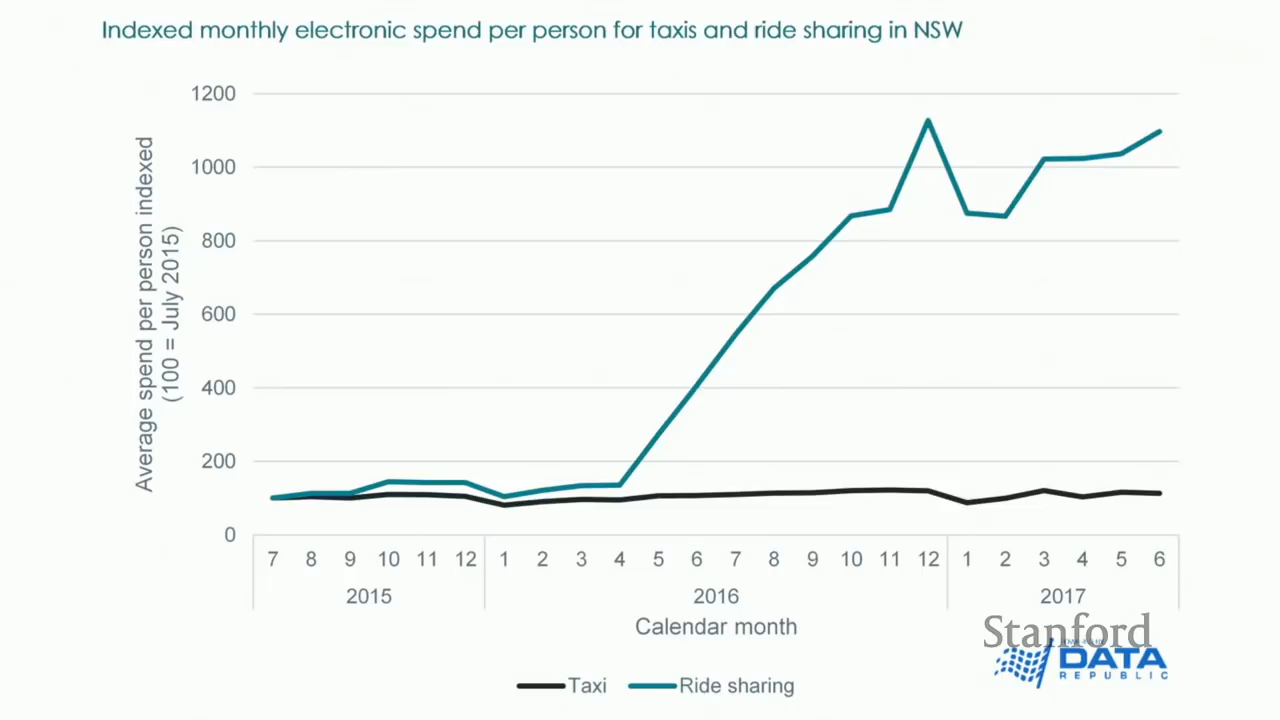 Indexed monthly electronic spend per person for taxis and ride sharing in NSW
Average spend per person indexed
(100 = July 2015)
1200
1000
800
600
400
200
0
7 8 9 10 11 12 1 2 3 4 5 6 7 8 9 10 11 12 1 2 3 4 5 6
2015 2016 2017
Calendar month
Taxi Ride sharing
Stanford
DATA
REPUBLIC